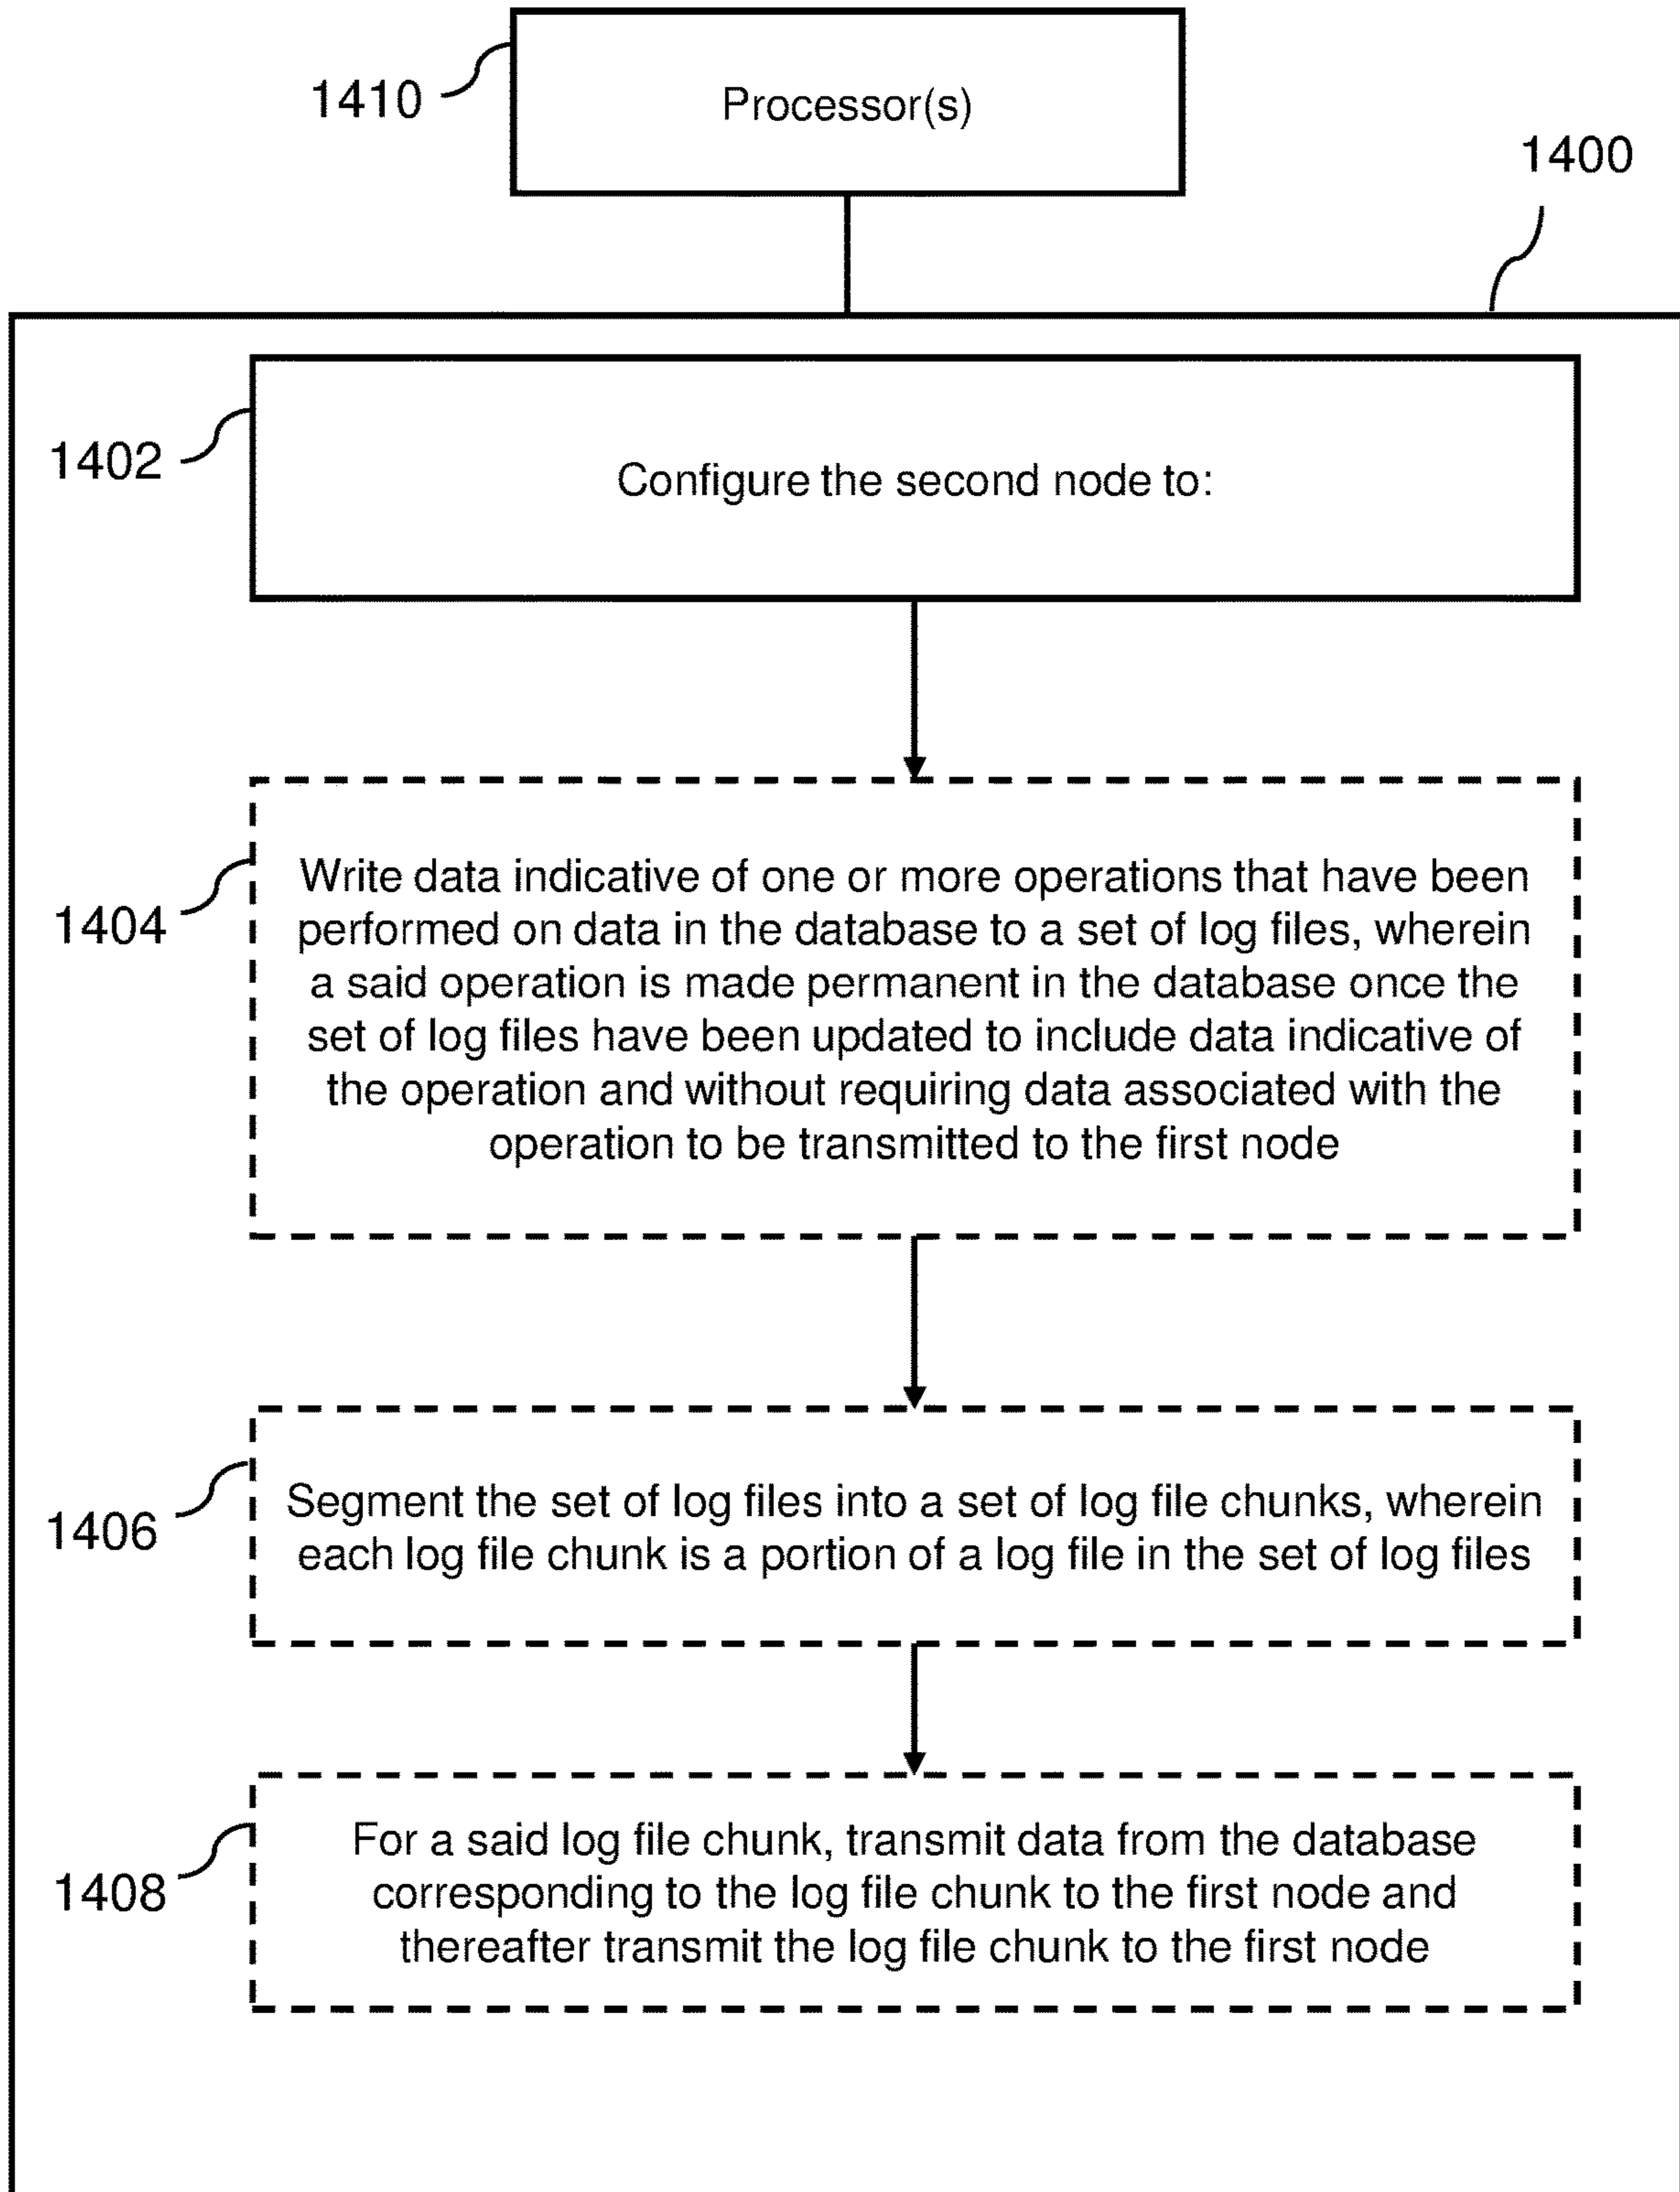 1410
Processor(s)
1400
1402
Configure the second node to:
1404
Write data indicative of one or more operations that have been
performed on data in the database to a set of log files, wherein
a said operation is made permanent in the database once the
set of log files have been updated to include data indicative of
the operation and without requiring data associated with the
operation to be transmitted to the first node
1406
Segment the set of log files into a set of log file chunks, wherein
each log file chunk is a portion of a log file in the set of log files
1408
For a said log file chunk, transmit data from the database
corresponding to the log file chunk to the first node and
thereafter transmit the log file chunk to the first node